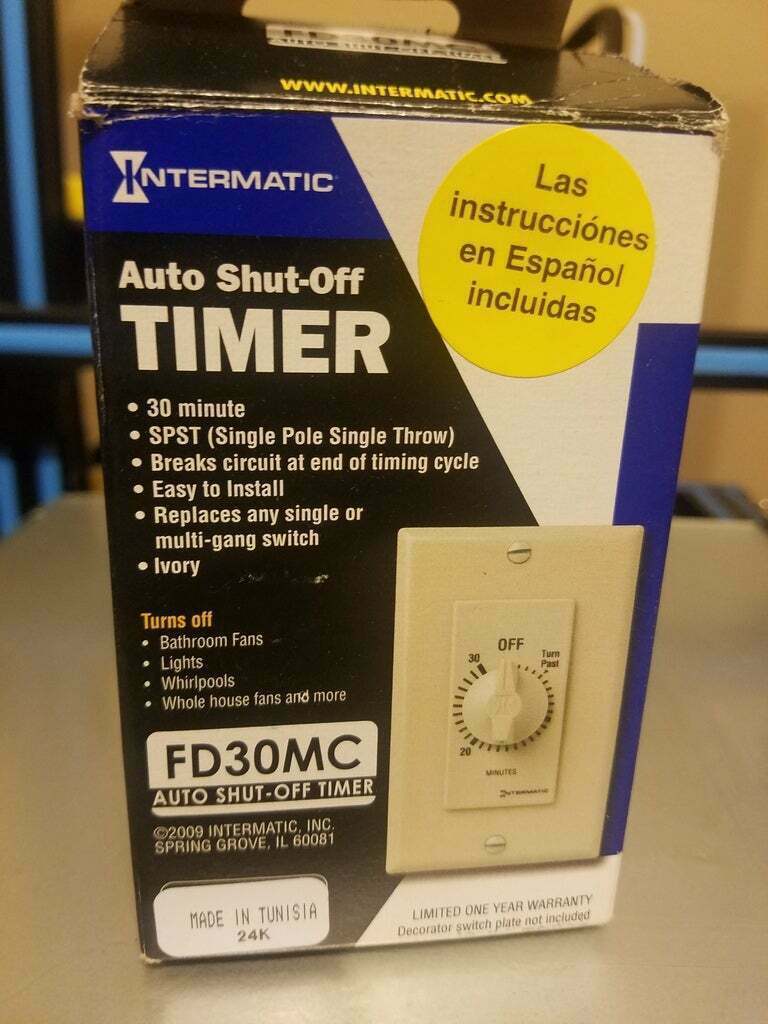 WWW.INTERMATIC.COM
INTERMATIC
Las
instrucciónes
en Español
incluidas
Auto Shut-Off
TIMER
• 30 minute
• SPST (Single Pole Single Throw)
• Breaks circuit at end of timing cycle
• Easy to Install
• Replaces any single or
multi-gang switch
• Ivory
Turns off
• Bathroom Fans
• Lights
• Whirlpools
• Whole house fans and more
OFF
30
Turn
Past
20
MINUTES
INTERMATIC
FD30MC
AUTO SHUT-OFF TIMER
©2009 INTERMATIC, INC.
SPRING GROVE, IL 60081
MADE IN TUNISIA
24K
LIMITED ONE YEAR WARRANTY
Decorator switch plate not included